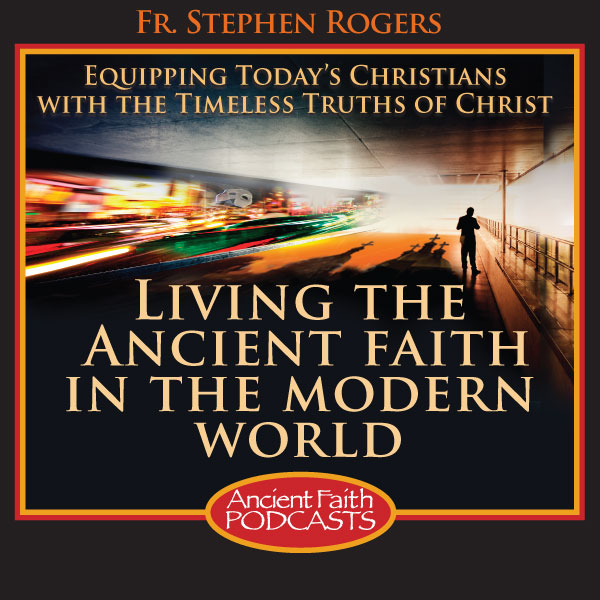 Fr. Stephen Rogers
Equipping Today's Christians
with the Timeless Truths of Christ
Living the
Ancient faith
in the modern
world
Ancient Faith
PODCASTS